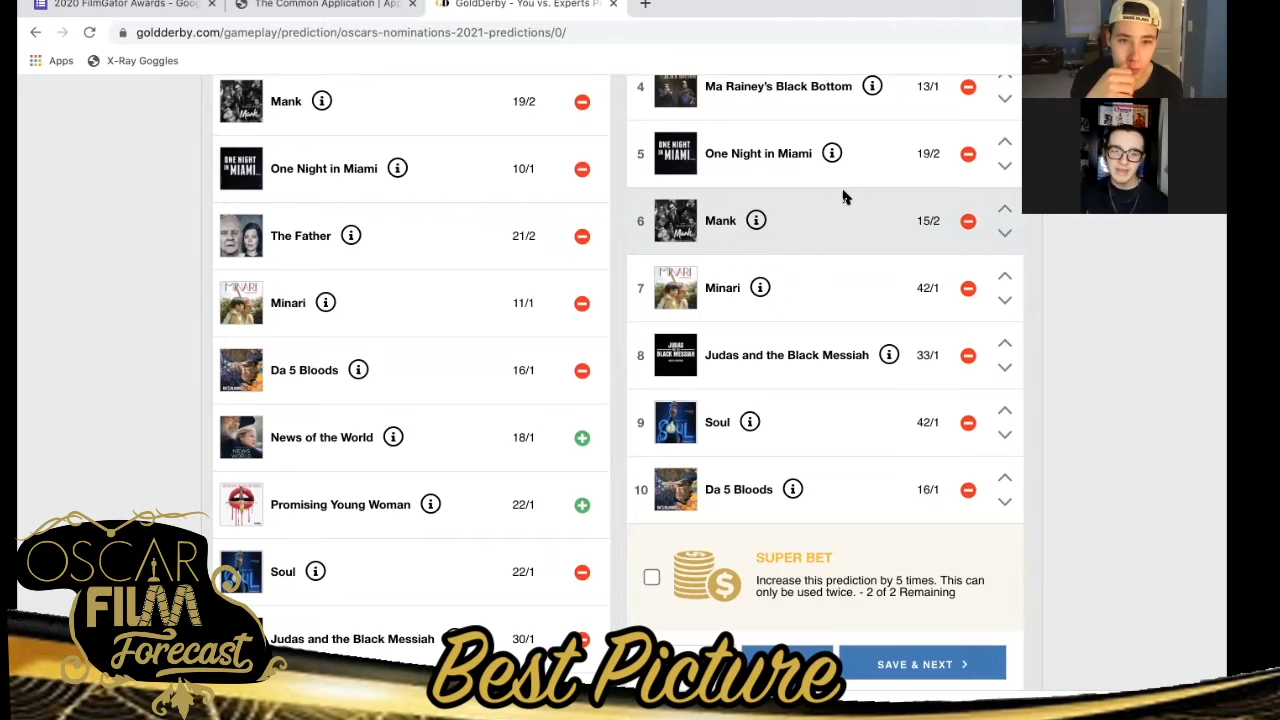 2020 FilmGator Awards - Goog
The Common Application | App
GoldDerby - You vs. Experts P
goldderby.com/gameplay/prediction/oscars-nominations-2021-predictions/0/
Apps
X-Ray Goggles
Mank 19/2
One Night in Miami 10/1
The Father 21/2
Minari 11/1
Da 5 Bloods 16/1
News of the World 18/1
Promising Young Woman 22/1
Soul 22/1
Judas and the Black Messiah 30/1
4 Ma Rainey's Black Bottom 13/1
5 One Night in Miami 19/2
6 Mank 15/2
7 Minari 42/1
8 Judas and the Black Messiah 33/1
9 Soul 42/1
10 Da 5 Bloods 16/1
SUPER BET
Increase this prediction by 5 times. This can
only be used twice. - 2 of 2 Remaining
SAVE & NEXT
OSCAR
FILM
Forecast
Best Picture